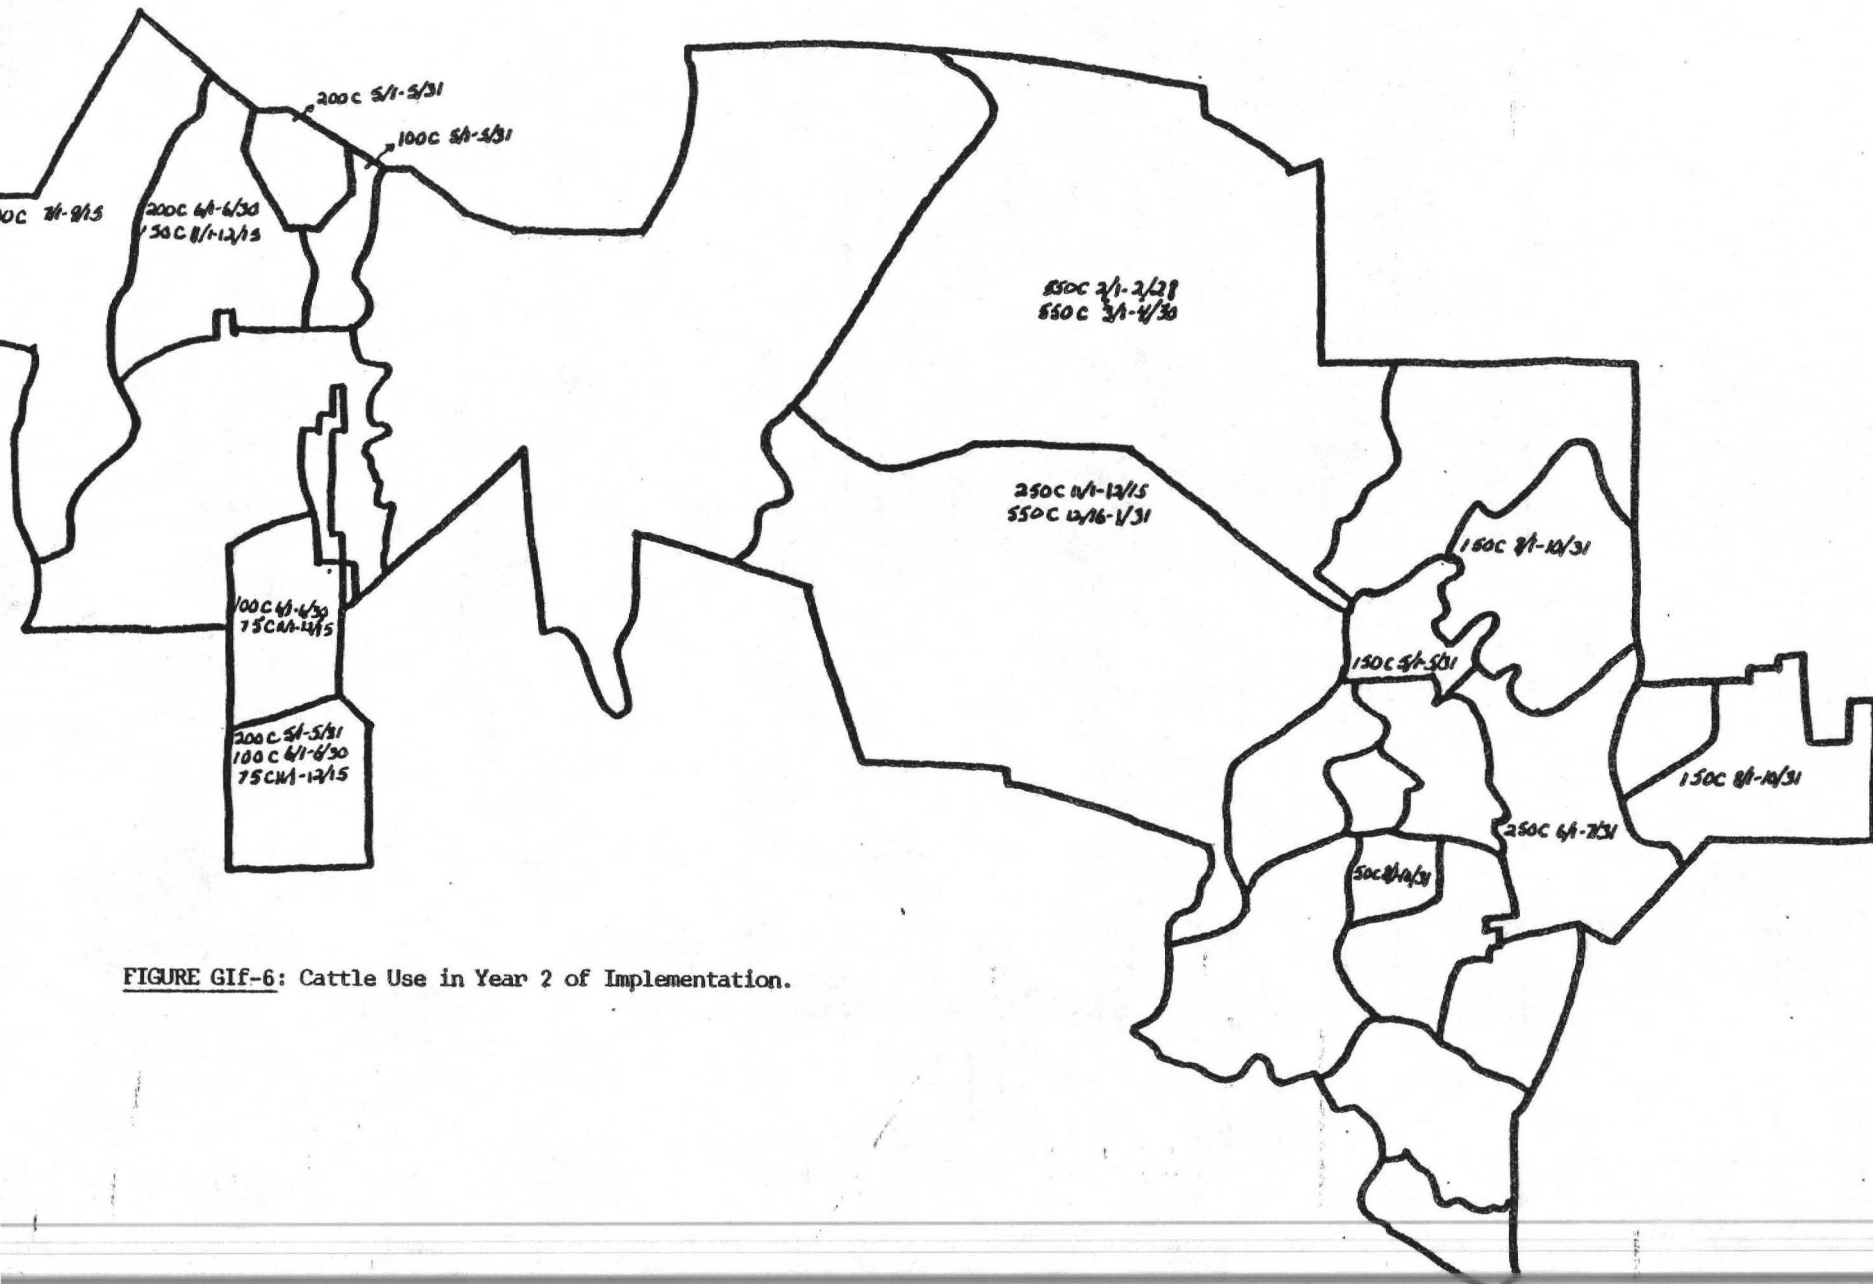 200C 5/1-5/31
100C 5/1-5/31
0C 7/1-9/15
200C 6/1-6/30
150C 11/1-12/15
550C 2/1-2/28
550C 3/1-4/30
250C 11/1-12/15
550C 12/16-1/31
150C 8/1-10/31
100C 6/1-6/30
75C 11/1-12/15
150C 5/1-5/31
200C 5/1-5/31
100C 6/1-6/30
75C 11/1-12/15
150C 8/1-10/31
250C 6/1-7/31
50C 8/1-10/31
FIGURE GIf-6: Cattle Use in Year 2 of Implementation.